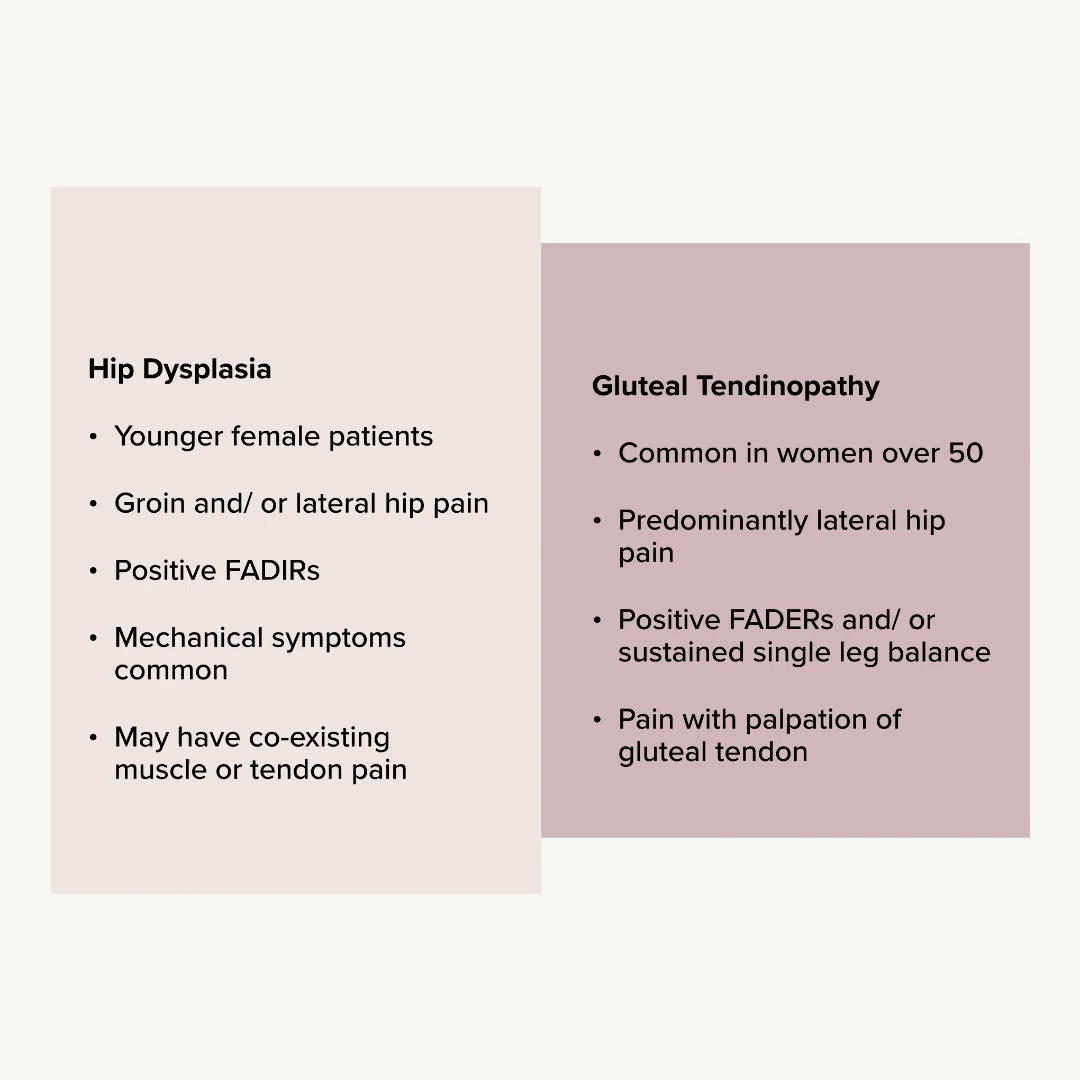 Hip Dysplasia
• Younger female patients
• Groin and/ or lateral hip pain
• Positive FADIRs
• Mechanical symptoms
common
• May have co-existing
muscle or tendon pain
Gluteal Tendinopathy
• Common in women over 50
• Predominantly lateral hip
pain
• Positive FADERs and/ or
sustained single leg balance
• Pain with palpation of
gluteal tendon